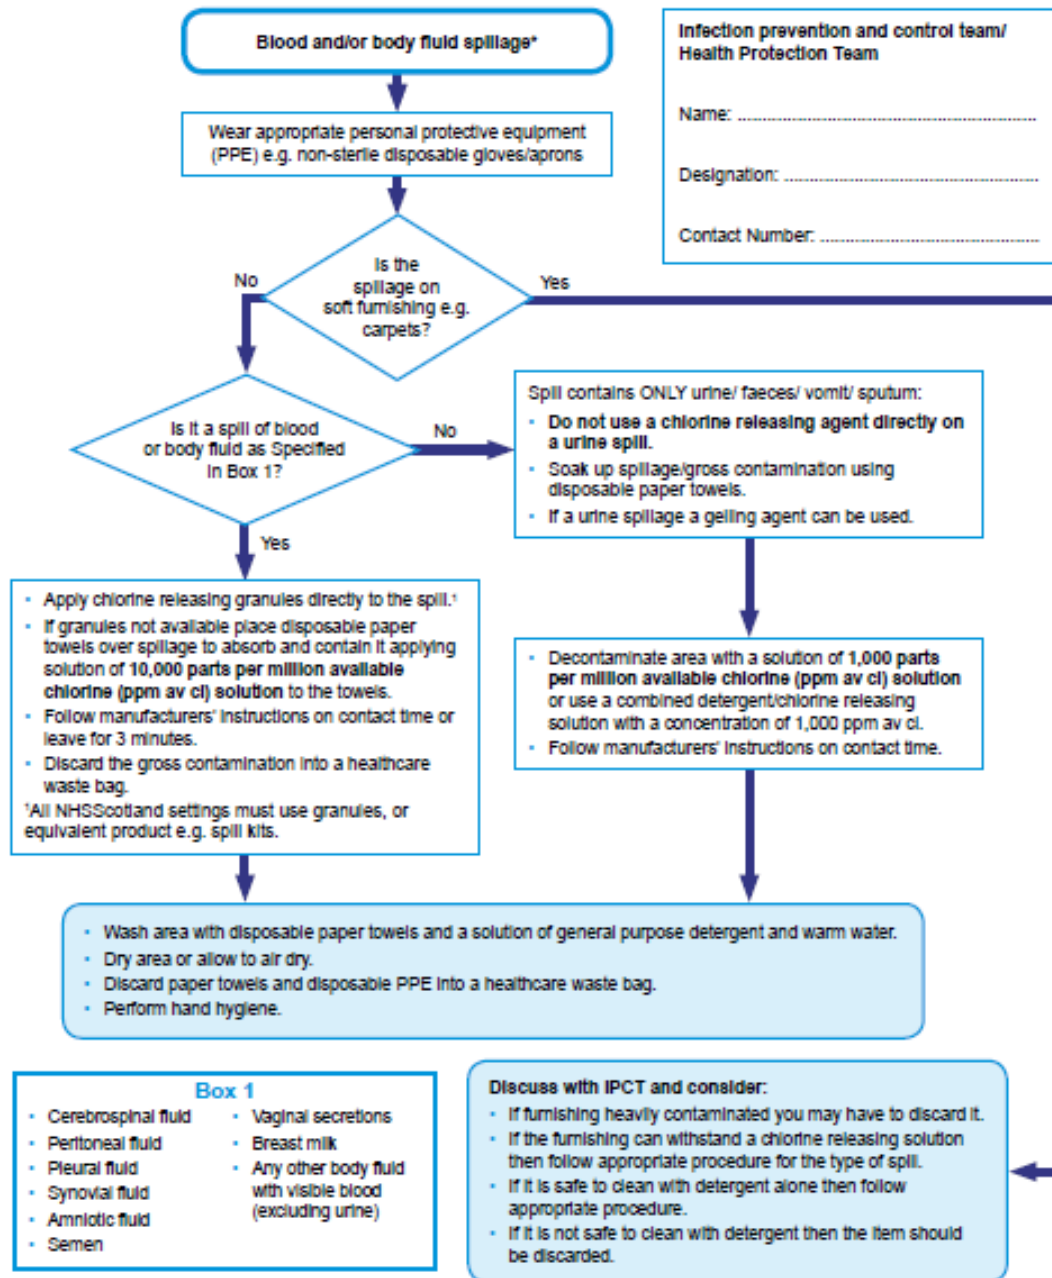 Blood and/or body fluid spillage*
Infection prevention and control team/
Health Protection Team
Name: ................................................................
Designation: ................................................................
Contact Number: ................................................................
Wear appropriate personal protective equipment
(PPE) e.g. non-sterile disposable gloves/aprons
Is the
spillage on
soft furnishing e.g.
carpets?
No
Yes
Is it a spill of blood
or body fluid as Specified
in Box 1?
No
Yes
Spill contains ONLY urine/ faeces/ vomit/ sputum:
• Do not use a chlorine releasing agent directly on
a urine spill.
• Soak up spillage/gross contamination using
disposable paper towels.
• If a urine spillage a gelling agent can be used.
• Apply chlorine releasing granules directly to the spill.¹
• If granules not available place disposable paper
towels over spillage to absorb and contain it applying
solution of 10,000 parts per million available
chlorine (ppm av cl) solution to the towels.
• Follow manufacturers' instructions on contact time or
leave for 3 minutes.
• Discard the gross contamination into a healthcare
waste bag.
¹All NHSScotland settings must use granules, or
equivalent product e.g. spill kits.
• Decontaminate area with a solution of 1,000 parts
per million available chlorine (ppm av cl) solution
or use a combined detergent/chlorine releasing
solution with a concentration of 1,000 ppm av cl.
• Follow manufacturers' instructions on contact time.
• Wash area with disposable paper towels and a solution of general purpose detergent and warm water.
• Dry area or allow to air dry.
• Discard paper towels and disposable PPE into a healthcare waste bag.
• Perform hand hygiene.
Box 1
• Cerebrospinal fluid
• Peritoneal fluid
• Pleural fluid
• Synovial fluid
• Amniotic fluid
• Semen
• Vaginal secretions
• Breast milk
• Any other body fluid
with visible blood
(excluding urine)
Discuss with IPCT and consider:
• If furnishing heavily contaminated you may have to discard it.
• If the furnishing can withstand a chlorine releasing solution
then follow appropriate procedure for the type of spill.
• If it is safe to clean with detergent alone then follow
appropriate procedure.
• If it is not safe to clean with detergent then the item should
be discarded.